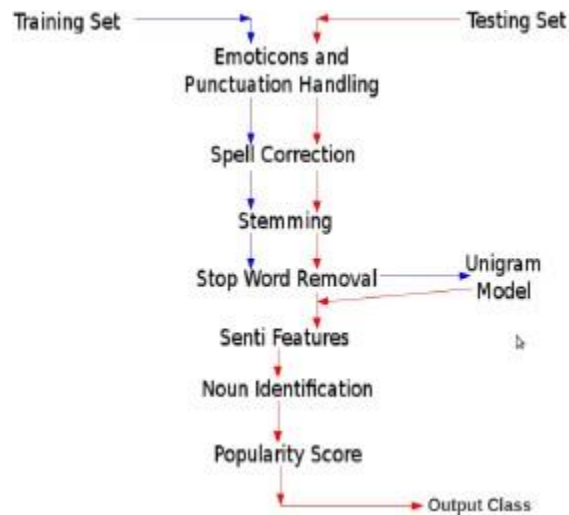 Training Set
Testing Set
Emoticons and
Punctuation Handling
Spell Correction
Stemming
Stop Word Removal
Unigram
Model
Senti Features
Noun Identification
Popularity Score
Output Class